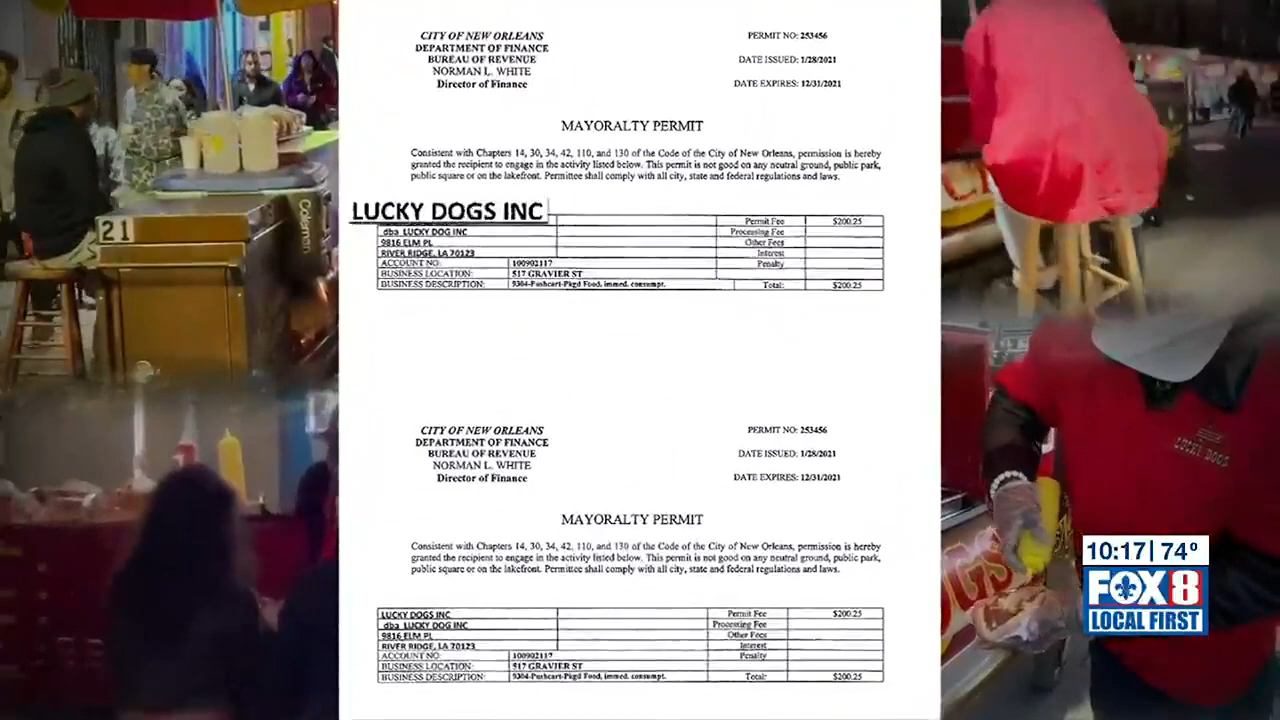 CITY OF NEW ORLEANS
DEPARTMENT OF FINANCE
BUREAU OF REVENUE
NORMAN L. WHITE
Director of Finance
PERMIT NO: 253456
DATE ISSUED: 1/28/2021
DATE EXPIRES: 12/31/2021
MAYORALTY PERMIT
Consistent with Chapters 14, 30, 34, 42, 110, and 130 of the Code of the City of New Orleans, permission is hereby
granted the recipient to engage in the activity listed below. This permit is not good on any neutral ground, public park,
public square or on the lakefront. Permittee shall comply with all city, state and federal regulations and laws.
LUCKY DOGS INC
Permit Fee $200.25
dba LUCKY DOG INC Processing Fee
9816 ELM PL Other Fees
RIVER RIDGE, LA 70123 Interest
ACCOUNT NO: 100902117 Penalty
BUSINESS LOCATION: 517 GRAVIER ST
BUSINESS DESCRIPTION: 9304-Pushcart-Pkgd Food, immed. consumpt. Total: $200.25
CITY OF NEW ORLEANS
DEPARTMENT OF FINANCE
BUREAU OF REVENUE
NORMAN L. WHITE
Director of Finance
PERMIT NO: 253456
DATE ISSUED: 1/28/2021
DATE EXPIRES: 12/31/2021
MAYORALTY PERMIT
Consistent with Chapters 14, 30, 34, 42, 110, and 130 of the Code of the City of New Orleans, permission is hereby
granted the recipient to engage in the activity listed below. This permit is not good on any neutral ground, public park,
public square or on the lakefront. Permittee shall comply with all city, state and federal regulations and laws.
LUCKY DOGS INC Permit Fee $200.25
dba LUCKY DOG INC Processing Fee
9816 ELM PL Other Fees
RIVER RIDGE, LA 70123 Interest
ACCOUNT NO: 100902117 Penalty
BUSINESS LOCATION: 517 GRAVIER ST
BUSINESS DESCRIPTION: 9304-Pushcart-Pkgd Food, immed. consumpt. Total: $200.25
21
Coleman
LUCKY DOGS
OGS
10:17 74°
FOX 8
LOCAL FIRST